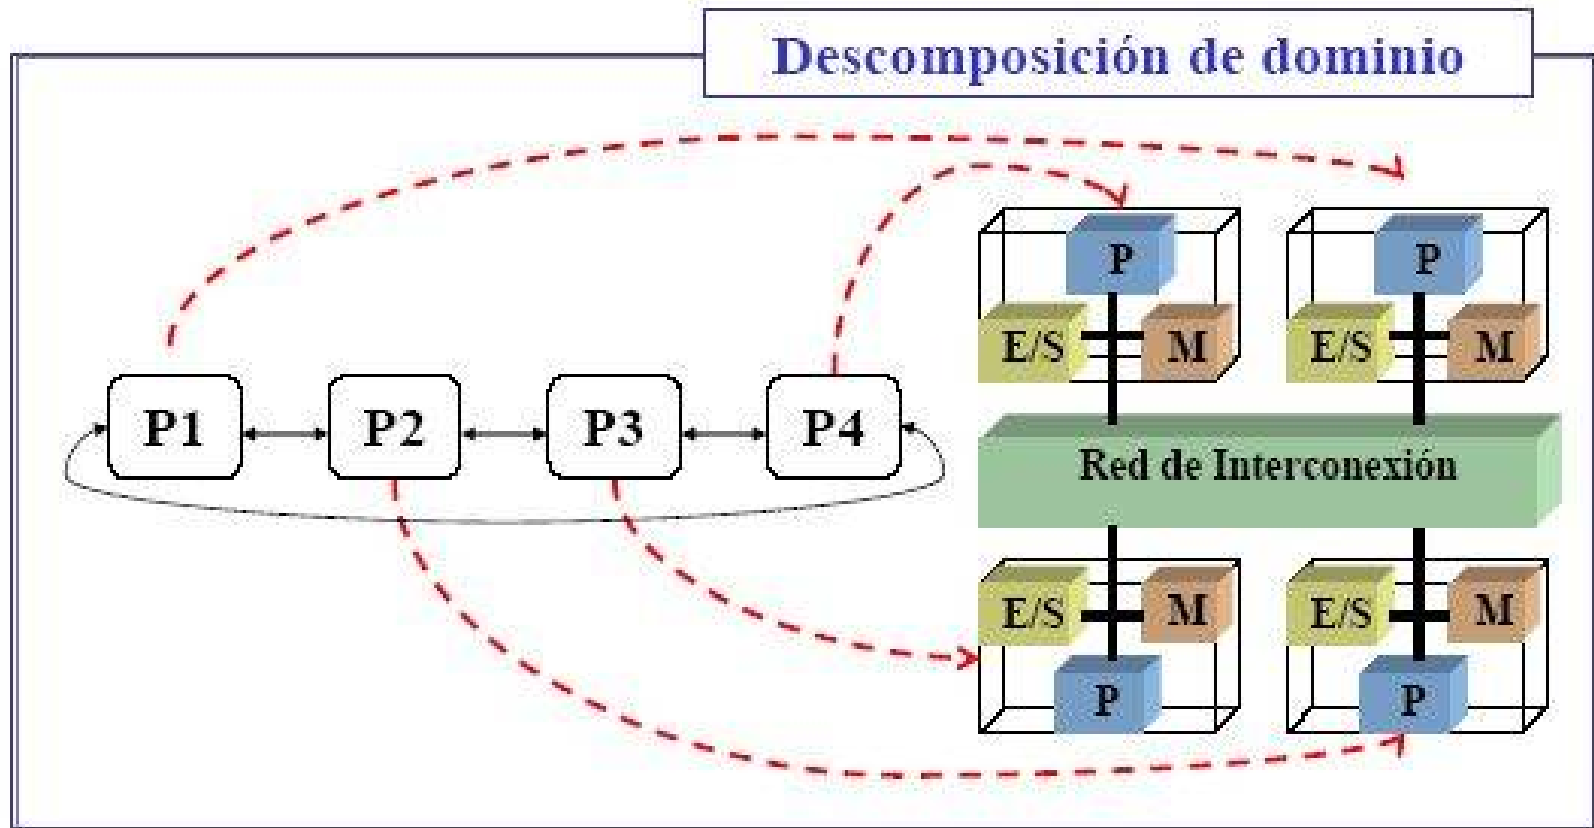 Descomposición de dominio
P
P
E/S
M
E/S
M
P1
P2
P3
P4
Red de Interconexión
E/S
M
E/S
M
P
P